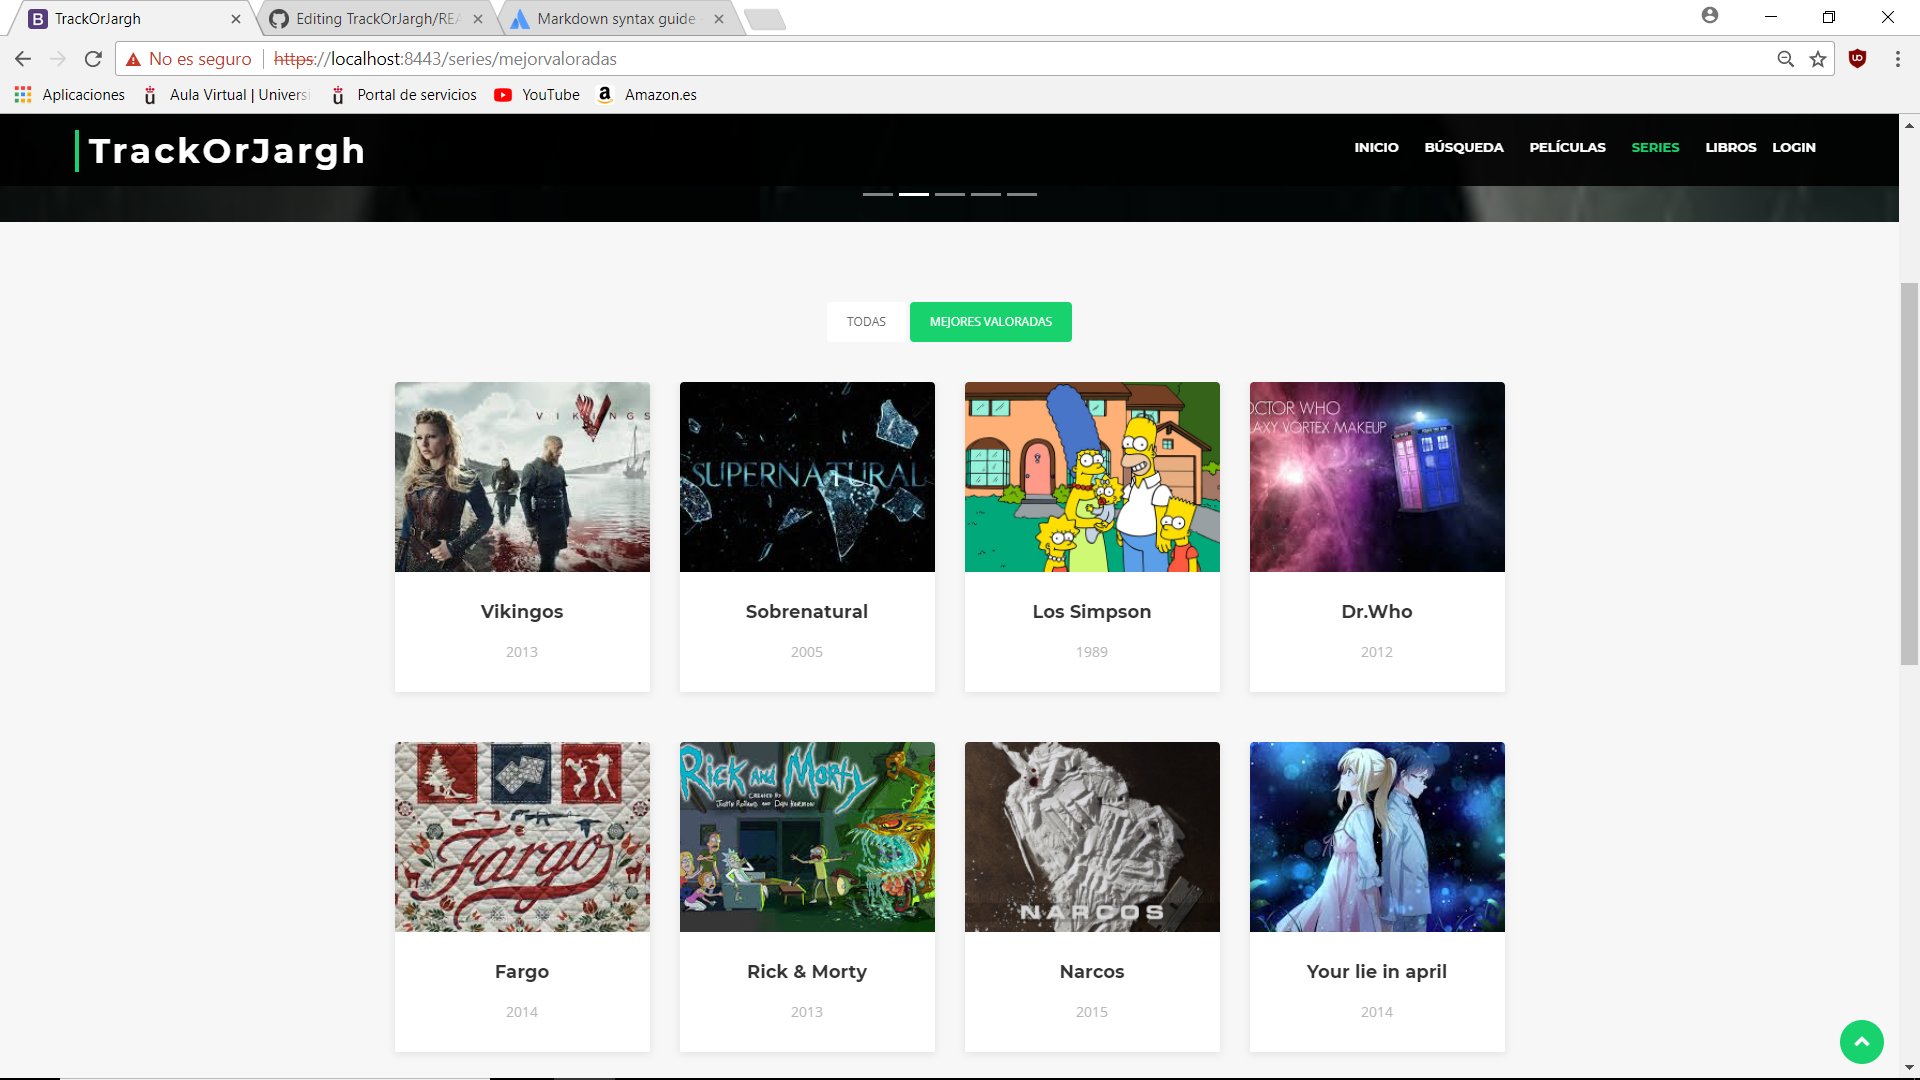 TrackOrJargh
Editing TrackOrJargh/REA
Markdown syntax guide
No es seguro
https://localhost:8443/series/mejorvaloradas
Aplicaciones
Aula Virtual | Universi
Portal de servicios
YouTube
Amazon.es
TrackOrJargh
INICIO
BÚSQUEDA
PELÍCULAS
SERIES
LIBROS
LOGIN
TODAS
MEJORES VALORADAS
VIKINGS
SUPERNATURAL
OCTOR WHO
LAXY VORTEX MAKEUP
Vikingos
Sobrenatural
Los Simpson
Dr.Who
2013
2005
1989
2012
Fargo
Rick and Morty
CREATED BY
JUSTIN ROILAND AND DAN HARMON
NARCOS
Fargo
Rick & Morty
Narcos
Your lie in april
2014
2013
2015
2014